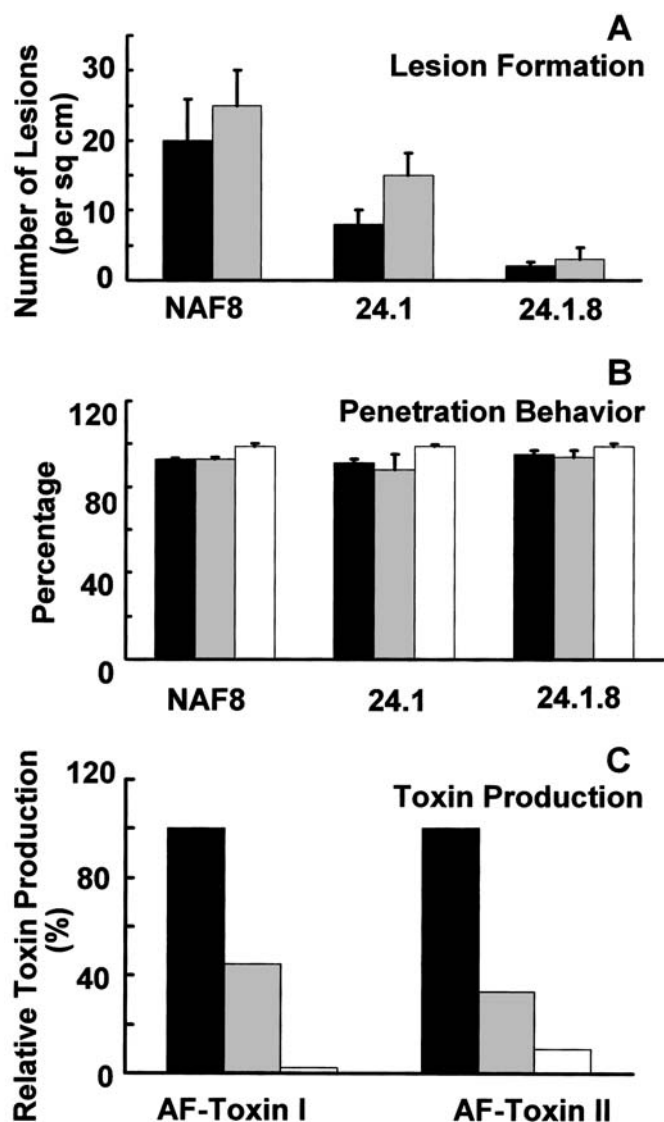 A
Lesion Formation
Number of Lesions
(per sq cm)
30
20
10
0
NAF8 24.1 24.1.8
B
Penetration Behavior
Percentage
120
80
40
0
NAF8 24.1 24.1.8
C
Toxin Production
Relative Toxin Production
(%)
120
80
40
0
AF-Toxin I AF-Toxin II